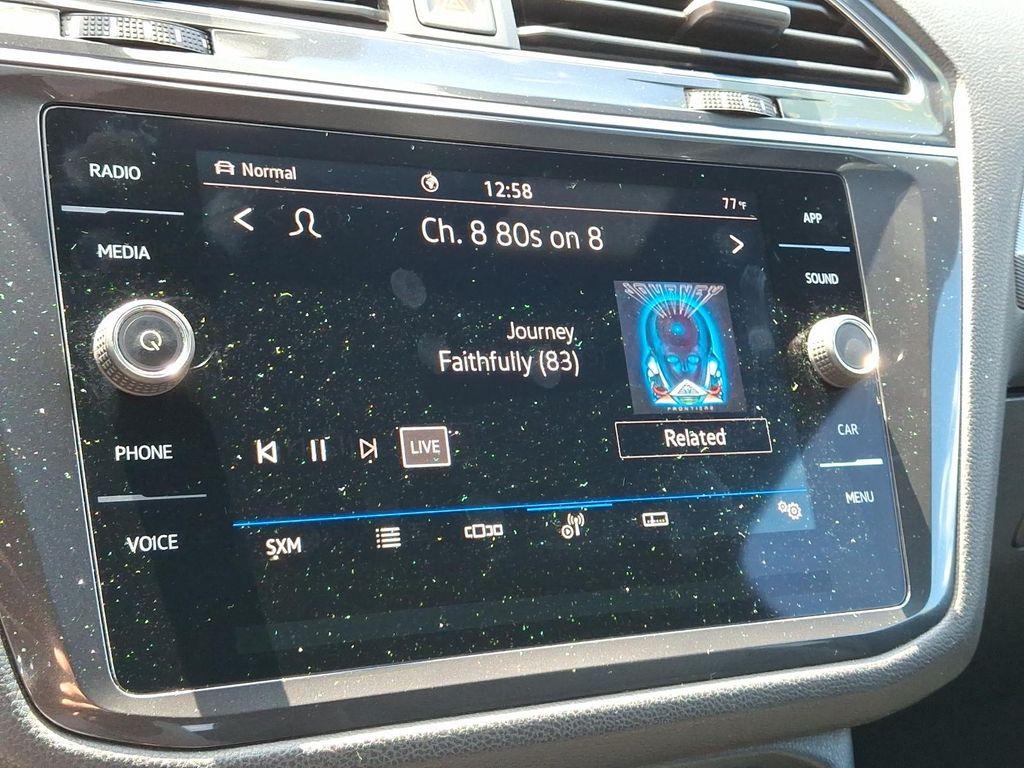 RADIO
MEDIA
PHONE
VOICE
Normal
12:58
77°F
Ch. 8 80s on 8
Journey
Faithfully (83)
JOURNEY
FRONTIERS
Related
LIVE
SXM
APP
SOUND
CAR
MENU